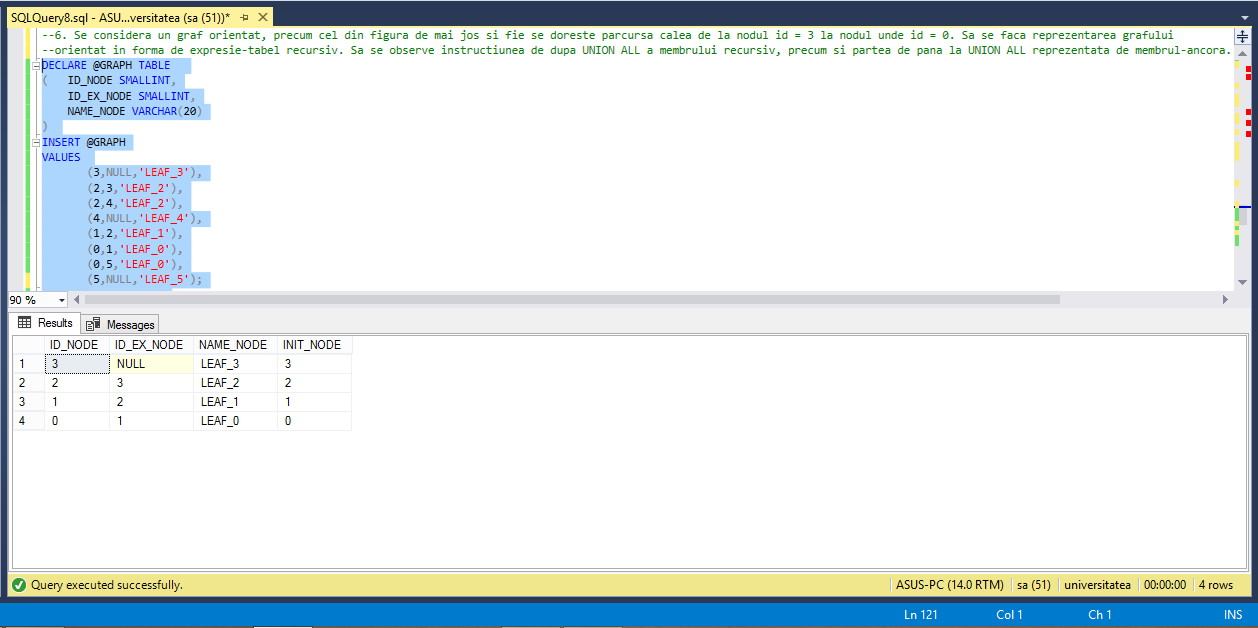 SQLQuery8.sql - ASU...versitatea (sa (51))*
--6. Se considera un graf orientat, precum cel din figura de mai jos si fie se doreste parcursa calea de la nodul id = 3 la nodul unde id = 0. Sa se faca reprezentarea grafului
--orientat in forma de expresie-tabel recursiv. Sa se observe instructiunea de dupa UNION ALL a membrului recursiv, precum si partea de pana la UNION ALL reprezentata de membrul-ancora.
DECLARE @GRAPH TABLE
( ID_NODE SMALLINT,
ID_EX_NODE SMALLINT,
NAME_NODE VARCHAR(20)
)
INSERT @GRAPH
VALUES
(3,NULL,'LEAF_3'),
(2,3,'LEAF_2'),
(2,4,'LEAF_2'),
(4,NULL,'LEAF_4'),
(1,2,'LEAF_1'),
(0,1,'LEAF_0'),
(0,5,'LEAF_0'),
(5,NULL,'LEAF_5');
90 %
Results Messages
ID_NODE ID_EX_NODE NAME_NODE INIT_NODE
1 3 NULL LEAF_3 3
2 2 3 LEAF_2 2
3 1 2 LEAF_1 1
4 0 1 LEAF_0 0
Query executed successfully. ASUS-PC (14.0 RTM) sa (51) universitatea 00:00:00 4 rows
Ln 121 Col 1 Ch 1 INS